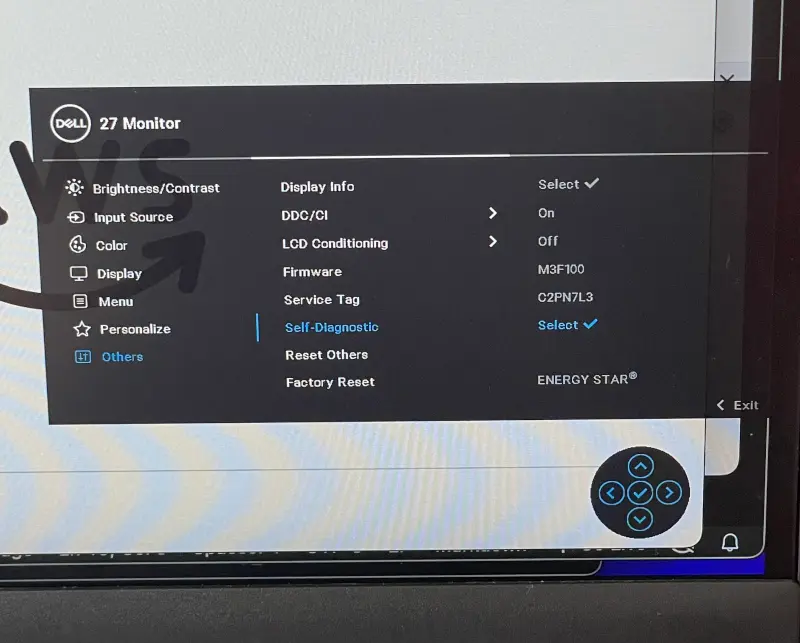 DELL 27 Monitor
WS
Brightness/Contrast Display Info Select
Input Source DDC/CI On
Color LCD Conditioning Off
Display Firmware M3F100
Menu Service Tag C2PN7L3
Personalize Self-Diagnostic Select
Others Reset Others
Factory Reset ENERGY STAR®
Exit